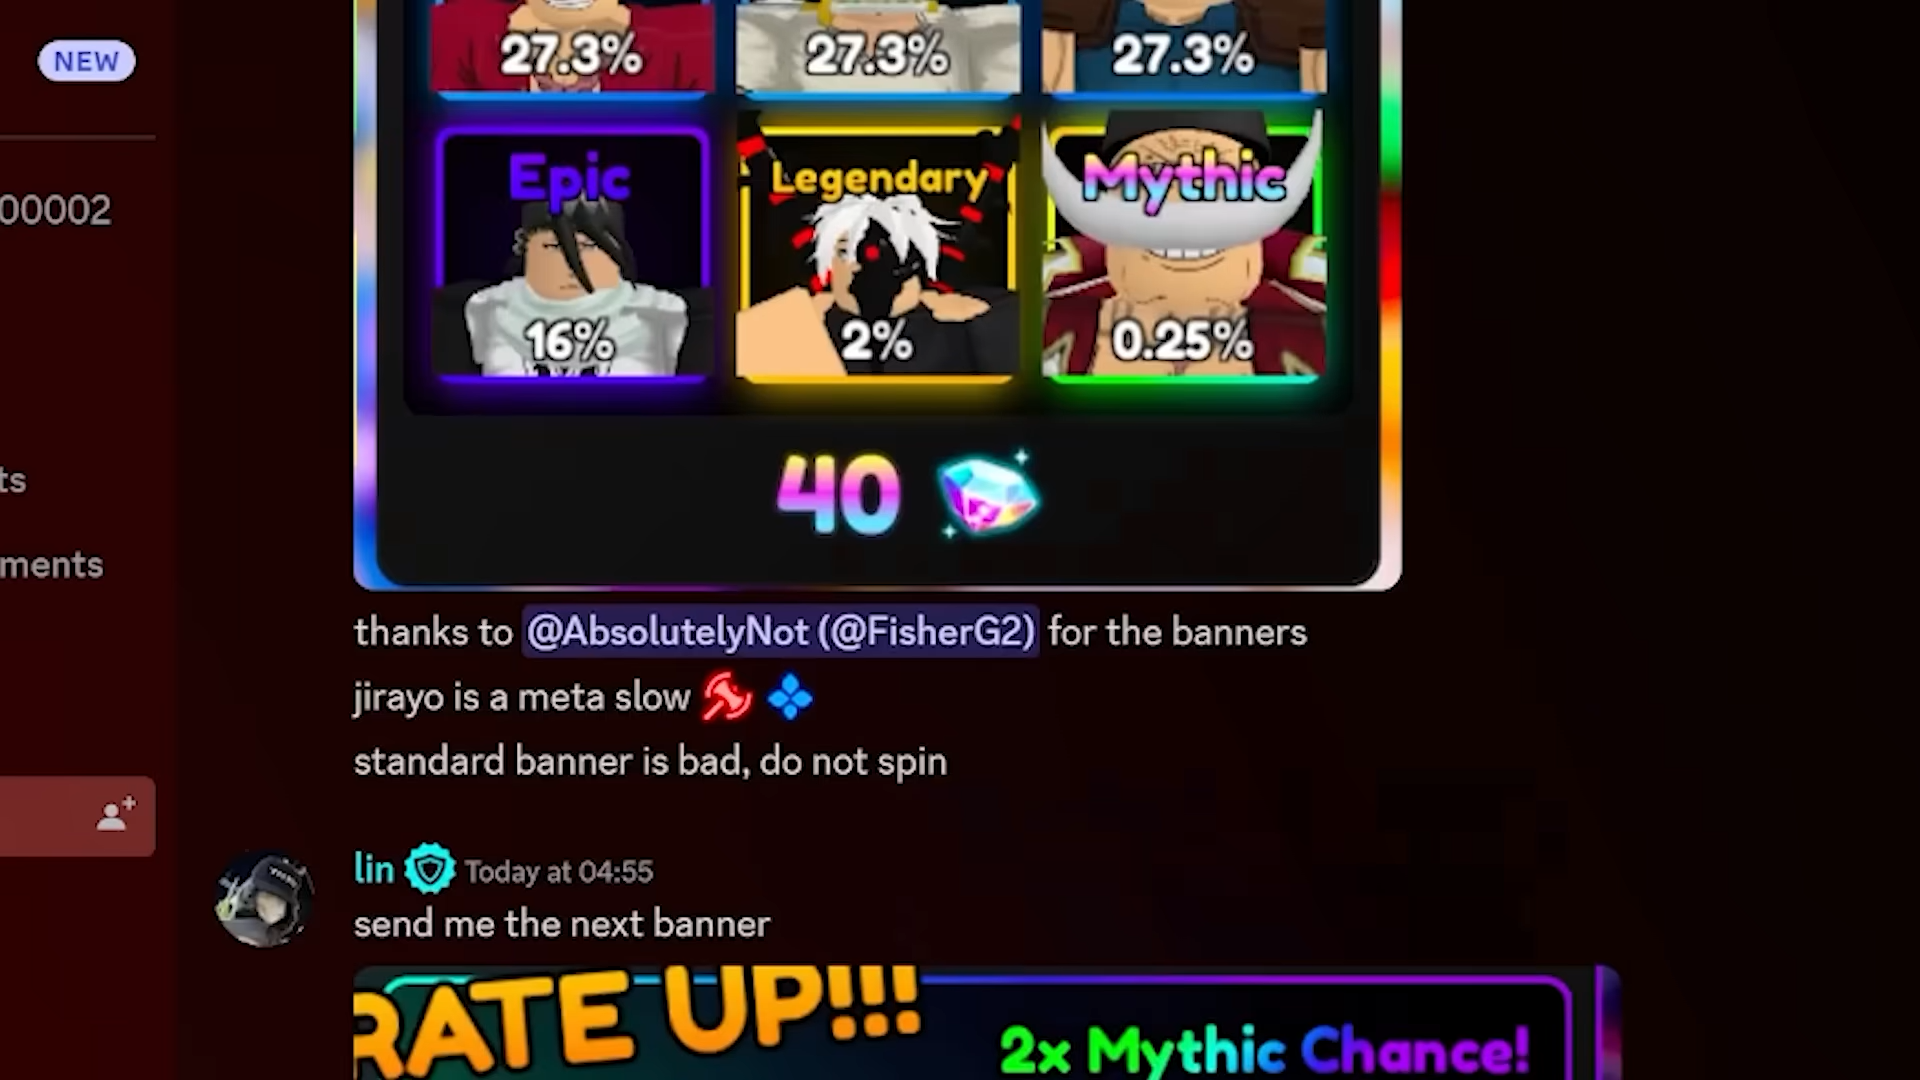 NEW
27.3% 27.3% 27.3%
00002
Epic Legendary Mythic
16% 2% 0.25%
ts
40
ments
thanks to @AbsolutelyNot (@FisherG2) for the banners
jirayo is a meta slow
standard banner is bad, do not spin
lin Today at 04:55
send me the next banner
RATE UP!!!
2x Mythic Chance!